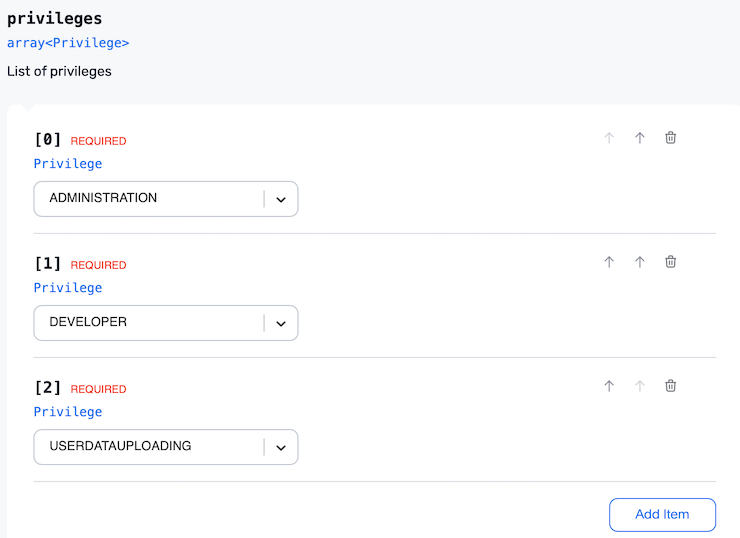 privileges
array<Privilege>
List of privileges
[0] REQUIRED
Privilege
ADMINISTRATION
[1] REQUIRED
Privilege
DEVELOPER
[2] REQUIRED
Privilege
USERDATAUPLOADING
Add Item